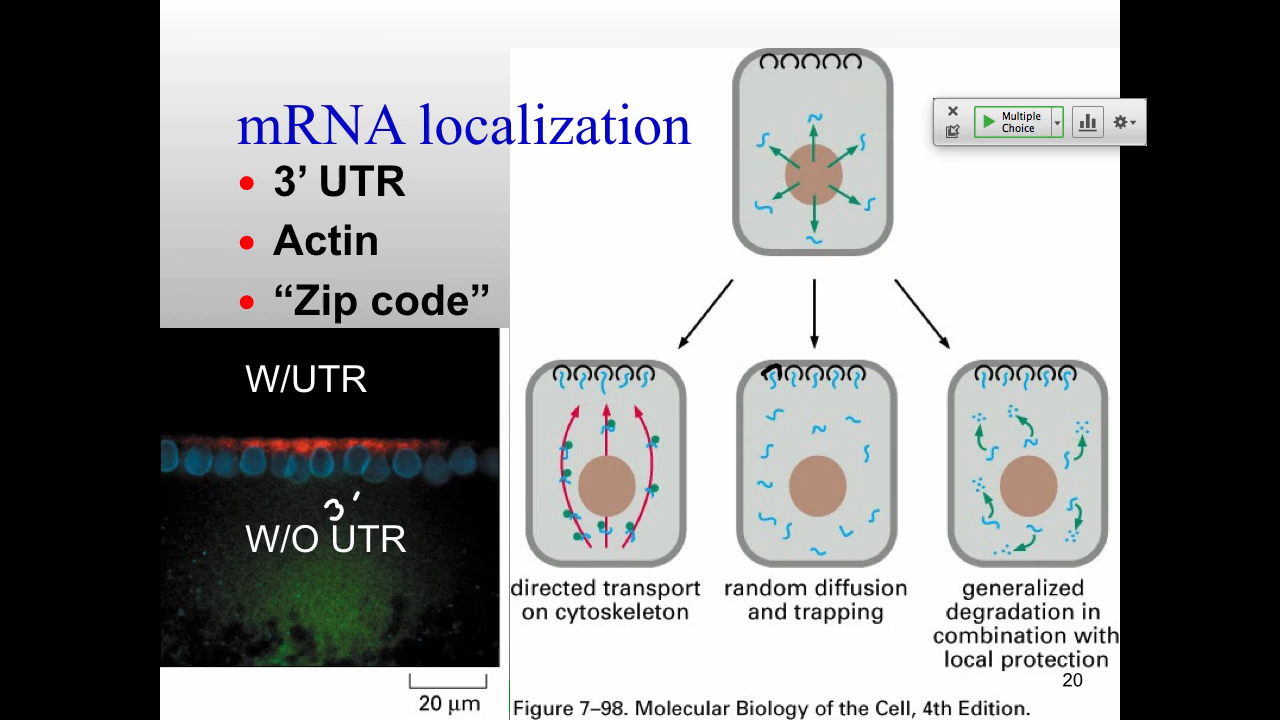 mRNA localization
• 3’ UTR
• Actin
• “Zip code”
W/UTR
3′
W/O UTR
20 µm
Multiple
Choice
directed transport
on cytoskeleton
random diffusion
and trapping
generalized
degradation in
combination with
local protection
20
Figure 7–98. Molecular Biology of the Cell, 4th Edition.